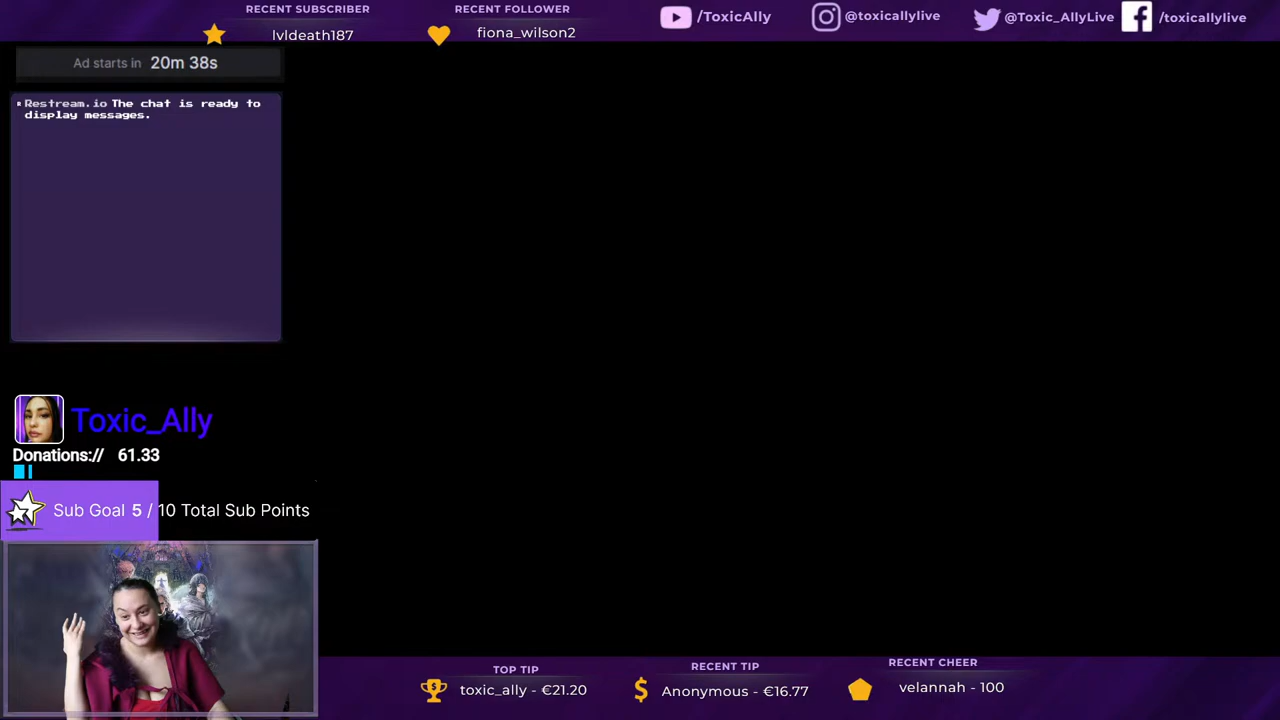 RECENT SUBSCRIBER
lvldeath187
RECENT FOLLOWER
fiona_wilson2
/ToxicAlly
@toxicallylive
@Toxic_AllyLive
/toxicallylive
Ad starts in 20m 38s
Restream.io The chat is ready to
display messages.
Toxic_Ally
Donations:// 61.33
Sub Goal 5 / 10 Total Sub Points
TOP TIP
toxic_ally - €21.20
RECENT TIP
Anonymous - €16.77
RECENT CHEER
velannah - 100